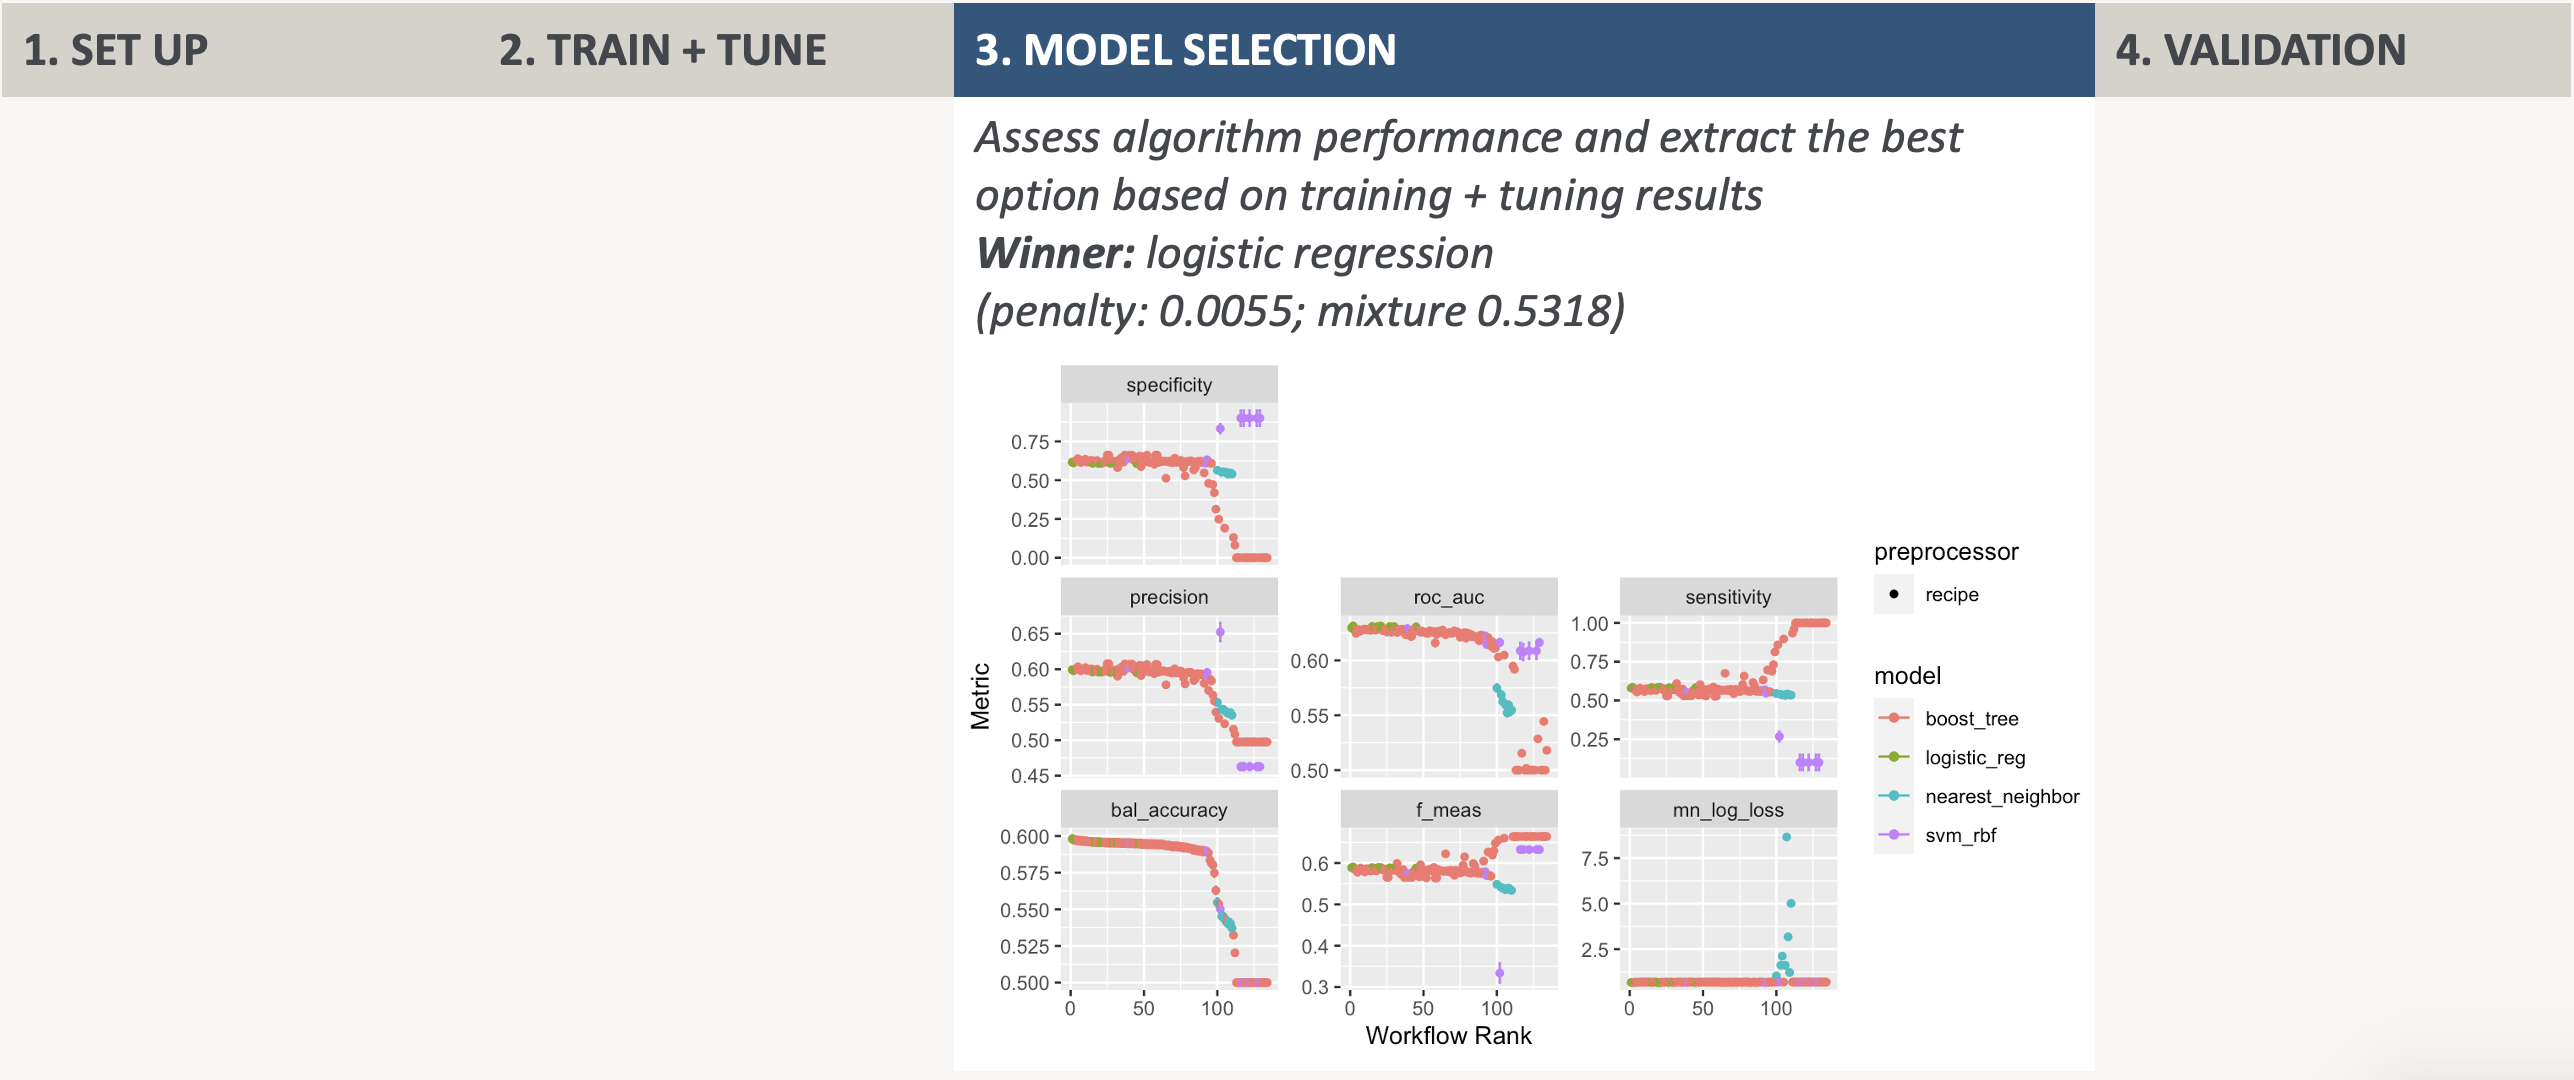 1. SET UP
2. TRAIN + TUNE
3. MODEL SELECTION
4. VALIDATION
Assess algorithm performance and extract the best
option based on training + tuning results
Winner: logistic regression
(penalty: 0.0055; mixture 0.5318)
specificity
0.75
0.50
0.25
0.00
precision
0.65
0.60
0.55
0.50
0.45
roc_auc
0.60
0.55
0.50
sensitivity
1.00
0.75
0.50
0.25
bal_accuracy
0.600
0.575
0.550
0.525
0.500
0 50 100
f_meas
0.6
0.5
0.4
0.3
0 50 100
mn_log_loss
7.5
5.0
2.5
0 50 100
Metric
Workflow Rank
preprocessor
recipe
model
boost_tree
logistic_reg
nearest_neighbor
svm_rbf